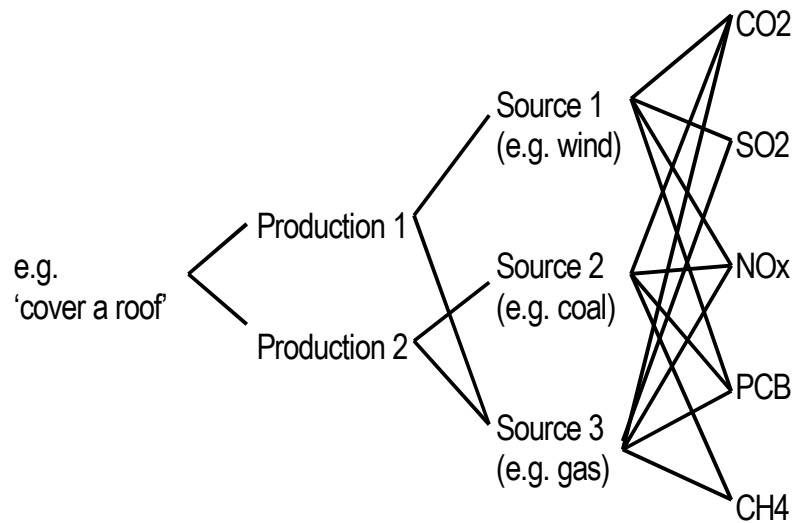 e.g.
‘cover a roof’
Production 1
Production 2
Source 1
(e.g. wind)
Source 2
(e.g. coal)
Source 3
(e.g. gas)
CO2
SO2
NOx
PCB
CH4